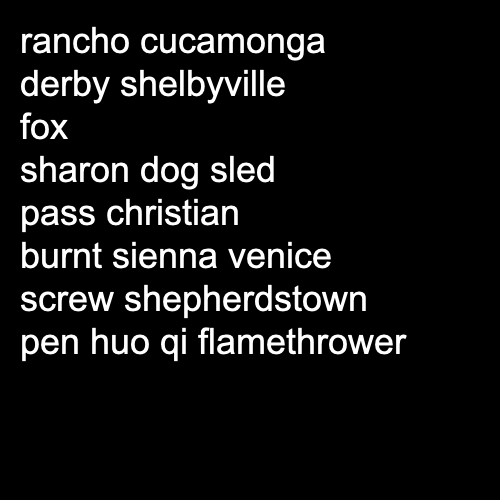 rancho cucamonga
derby shelbyville
fox
sharon dog sled
pass christian
burnt sienna venice
screw shepherdstown
pen huo qi flamethrower